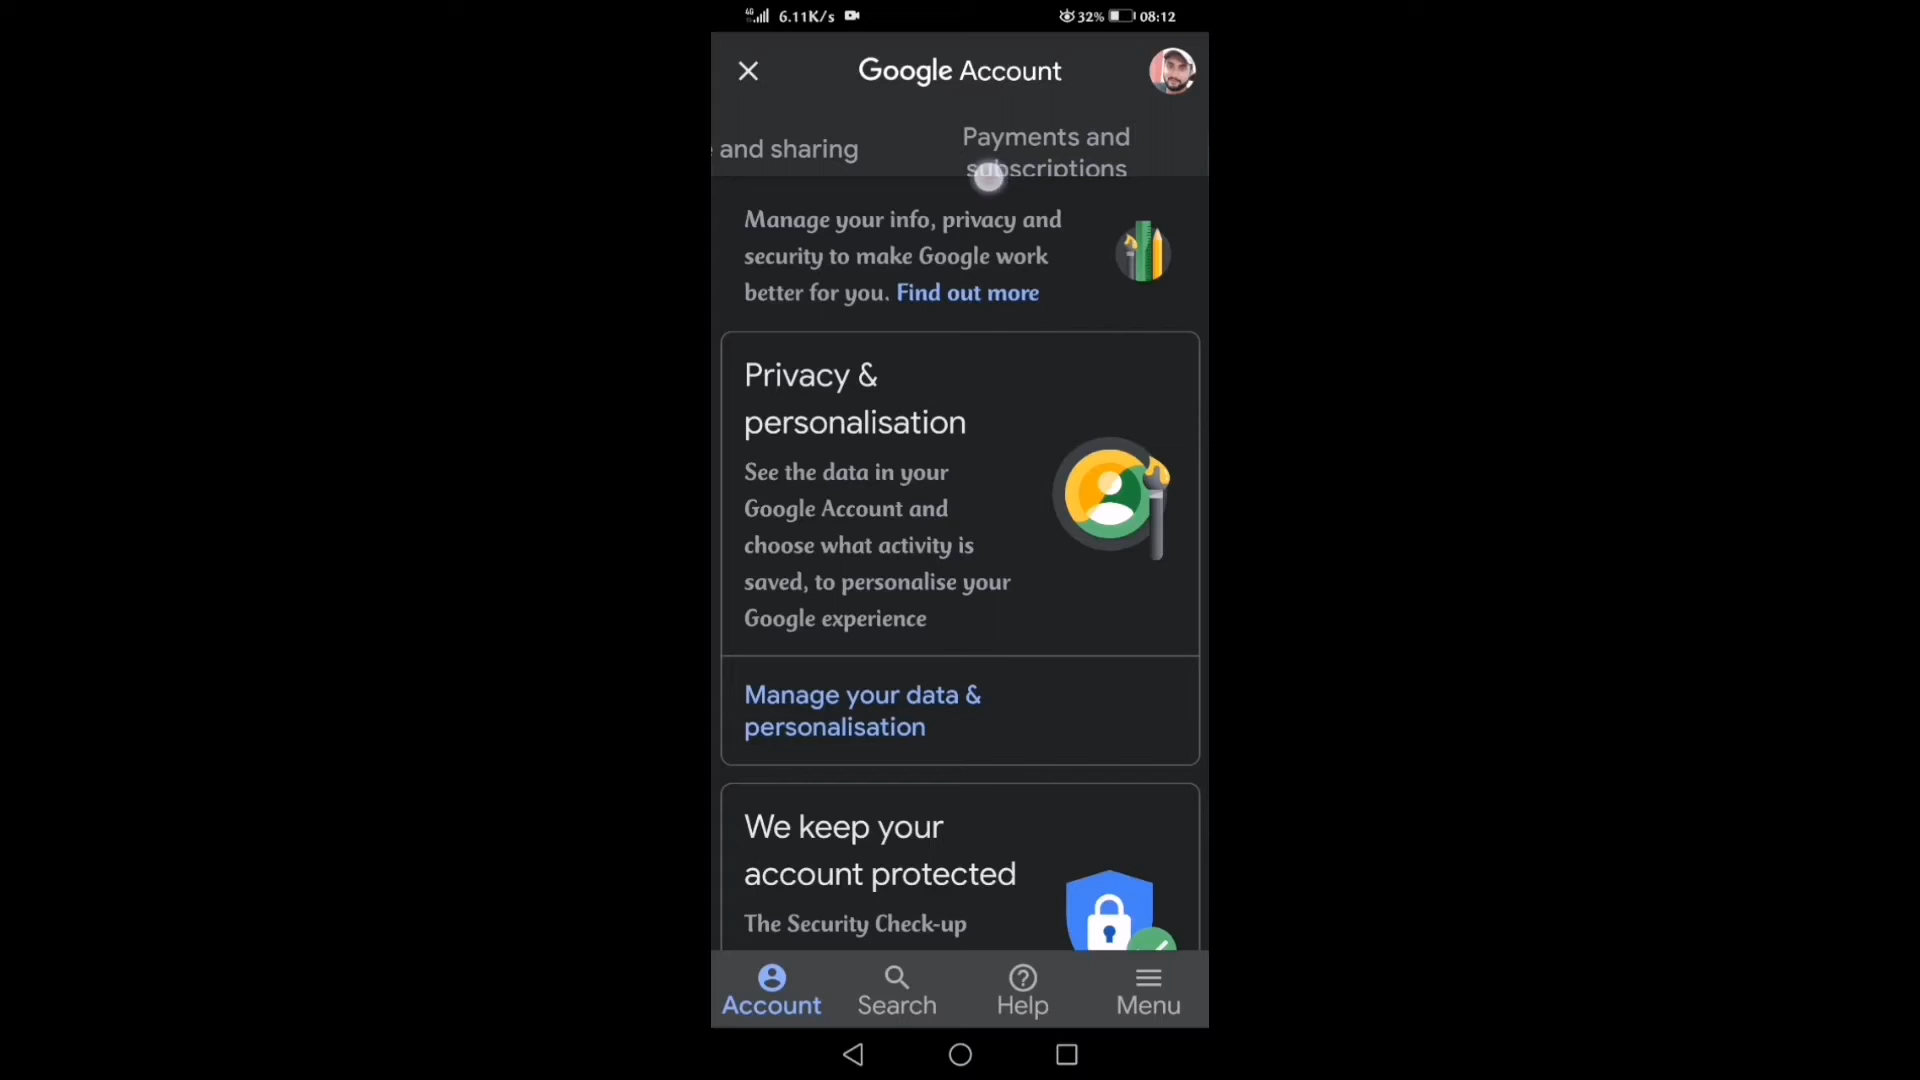 4G 6.11K/s 32% 08:12
Google Account
and sharing
Payments and
subscriptions
Manage your info, privacy and
security to make Google work
better for you. Find out more
Privacy &
personalisation
See the data in your
Google Account and
choose what activity is
saved, to personalise your
Google experience
Manage your data &
personalisation
We keep your
account protected
The Security Check-up
Account Search Help Menu